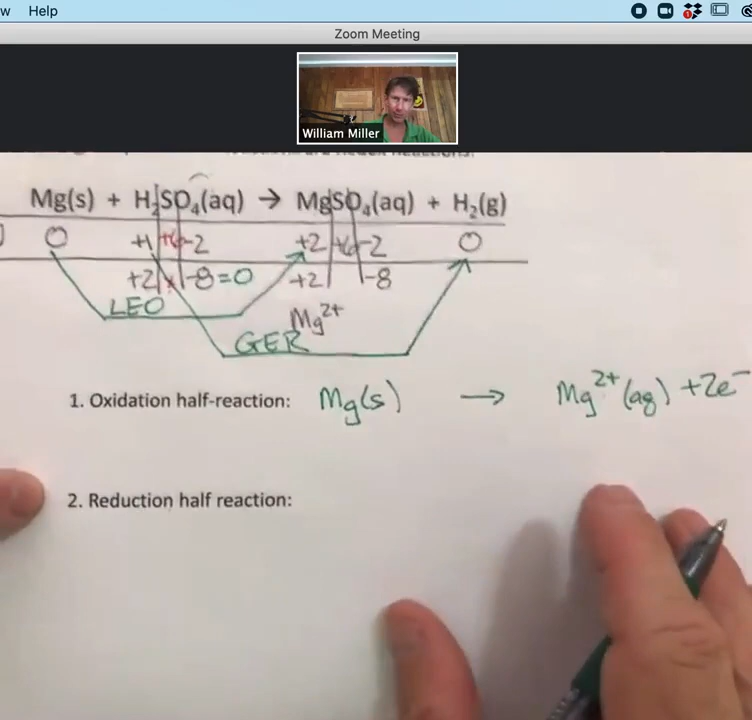 w Help
Zoom Meeting
William Miller
Mg(s) + H₂SO₄(aq) → MgSO₄(aq) + H₂(g)
0 +1 +6 -2 +2 +6 -2 0
+2 -8=0 +2 -8
LEO
Mg²⁺
GER
1. Oxidation half-reaction: Mg(s) → Mg²⁺(aq) + 2e⁻
2. Reduction half reaction: